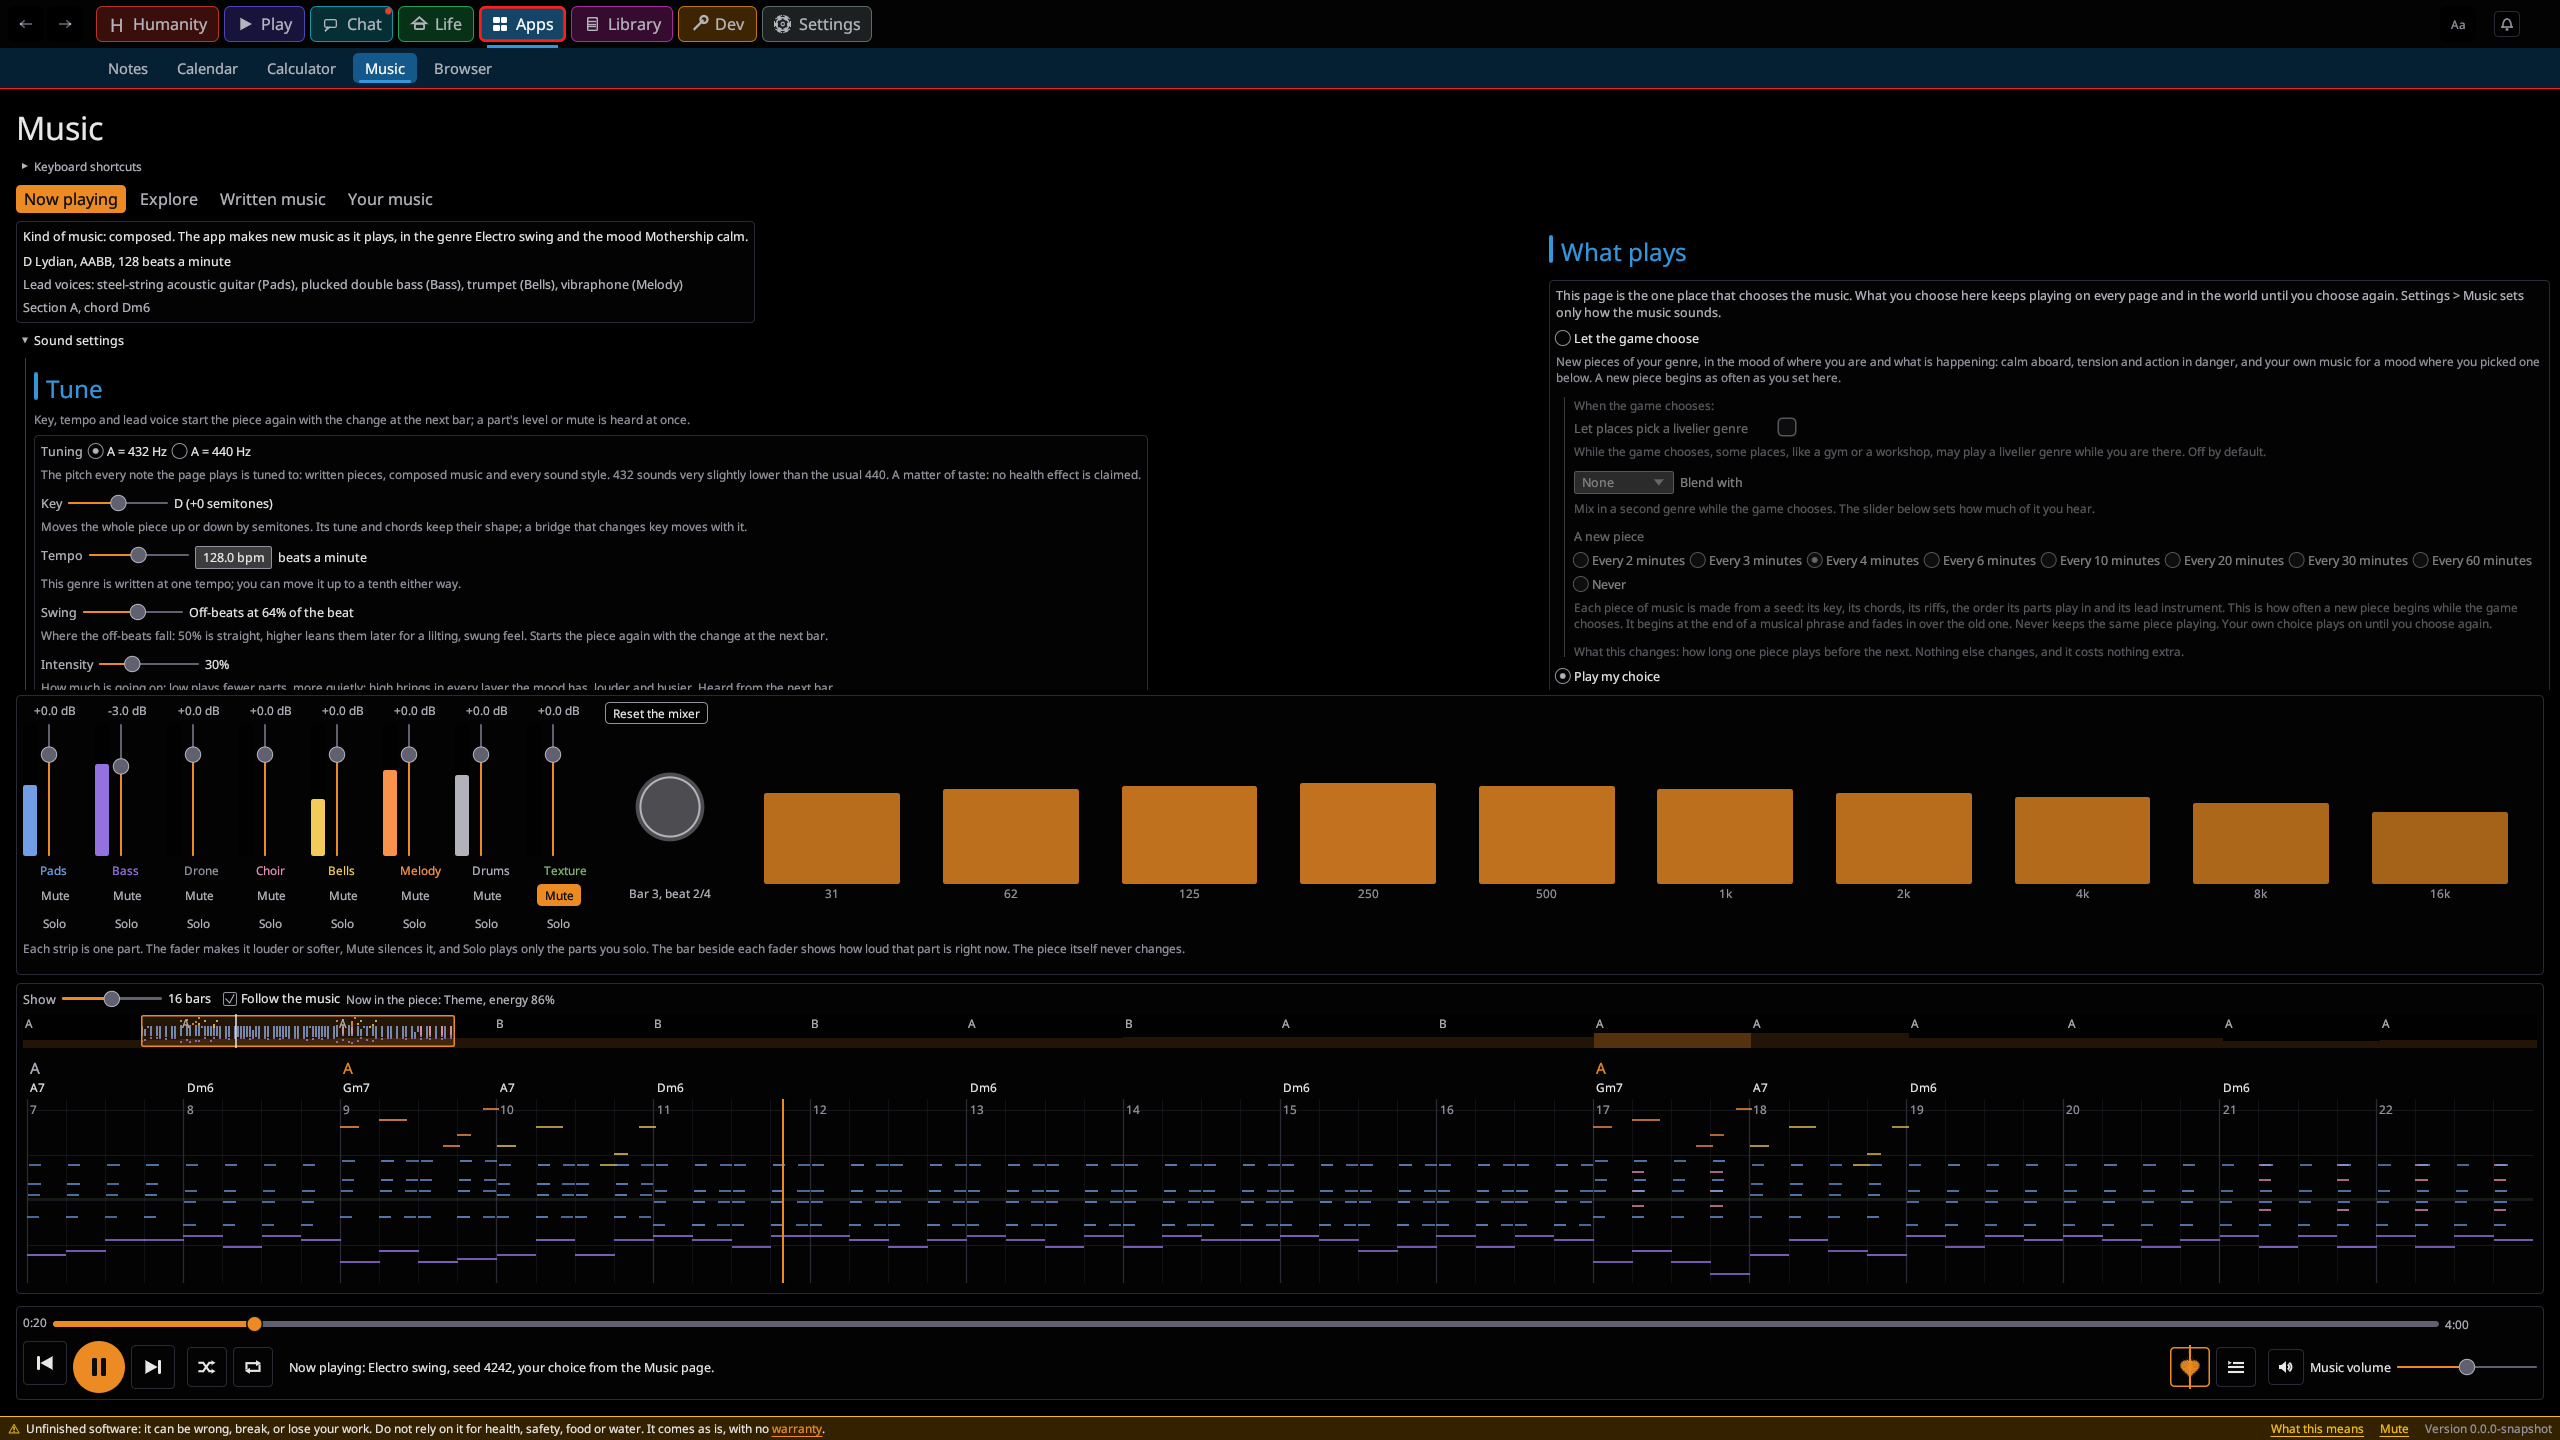 Humanity
Play
Chat
Life
Apps
Library
Dev
Settings
Aa
Notes
Calendar
Calculator
Music
Browser
Music
Keyboard shortcuts
Now playing
Explore
Written music
Your music
Kind of music: composed. The app makes new music as it plays, in the genre Electro swing and the mood Mothership calm.
D Lydian, AABB, 128 beats a minute
Lead voices: steel-string acoustic guitar (Pads), plucked double bass (Bass), trumpet (Bells), vibraphone (Melody)
Section A, chord Dm6
Sound settings
Tune
Key, tempo and lead voice start the piece again with the change at the next bar; a part's level or mute is heard at once.
Tuning A = 432 Hz A = 440 Hz
The pitch every note the page plays is tuned to: written pieces, composed music and every sound style. 432 sounds very slightly lower than the usual 440. A matter of taste: no health effect is claimed.
Key D (+0 semitones)
Moves the whole piece up or down by semitones. Its tune and chords keep their shape; a bridge that changes key moves with it.
Tempo 128.0 bpm beats a minute
This genre is written at one tempo; you can move it up to a tenth either way.
Swing Off-beats at 64% of the beat
Where the off-beats fall: 50% is straight, higher leans them later for a lilting, swung feel. Starts the piece again with the change at the next bar.
Intensity 30%
How much is going on: low plays fewer parts, more quietly; high brings in every layer the mood has, louder and busier. Heard from the next bar.
What plays
This page is the one place that chooses the music. What you choose here keeps playing on every page and in the world until you choose again. Settings > Music sets
only how the music sounds.
Let the game choose
New pieces of your genre, in the mood of where you are and what is happening: calm aboard, tension and action in danger, and your own music for a mood where you picked one
below. A new piece begins as often as you set here.
When the game chooses:
Let places pick a livelier genre
While the game chooses, some places, like a gym or a workshop, may play a livelier genre while you are there. Off by default.
None Blend with
Mix in a second genre while the game chooses. The slider below sets how much of it you hear.
A new piece
Every 2 minutes Every 3 minutes Every 4 minutes Every 6 minutes Every 10 minutes Every 20 minutes Every 30 minutes Every 60 minutes
Never
Each piece of music is made from a seed: its key, its chords, its riffs, the order its parts play in and its lead instrument. This is how often a new piece begins while the game
chooses. It begins at the end of a musical phrase and fades in over the old one. Never keeps the same piece playing. Your own choice plays on until you choose again.
What this changes: how long one piece plays before the next. Nothing else changes, and it costs nothing extra.
Play my choice
+0.0 dB -3.0 dB +0.0 dB +0.0 dB +0.0 dB +0.0 dB +0.0 dB +0.0 dB Reset the mixer
Pads Bass Drone Choir Bells Melody Drums Texture
Mute Mute Mute Mute Mute Mute Mute Mute
Bar 3, beat 2/4
31 62 125 250 500 1k 2k 4k 8k 16k
Solo Solo Solo Solo Solo Solo Solo Solo
Each strip is one part. The fader makes it louder or softer, Mute silences it, and Solo plays only the parts you solo. The bar beside each fader shows how loud that part is right now. The piece itself never changes.
Show 16 bars Follow the music Now in the piece: Theme, energy 86%
A A A B B B A B A B A A A A A A
A A A
A7 Dm6 Gm7 A7 Dm6 Dm6 Dm6 Gm7 A7 Dm6 Dm6
7 8 9 10 11 12 13 14 15 16 17 18 19 20 21 22
0:20 4:00
Now playing: Electro swing, seed 4242, your choice from the Music page.
Music volume
Unfinished software: it can be wrong, break, or lose your work. Do not rely on it for health, safety, food or water. It comes as is, with no warranty.
What this means Mute Version 0.0.0-snapshot